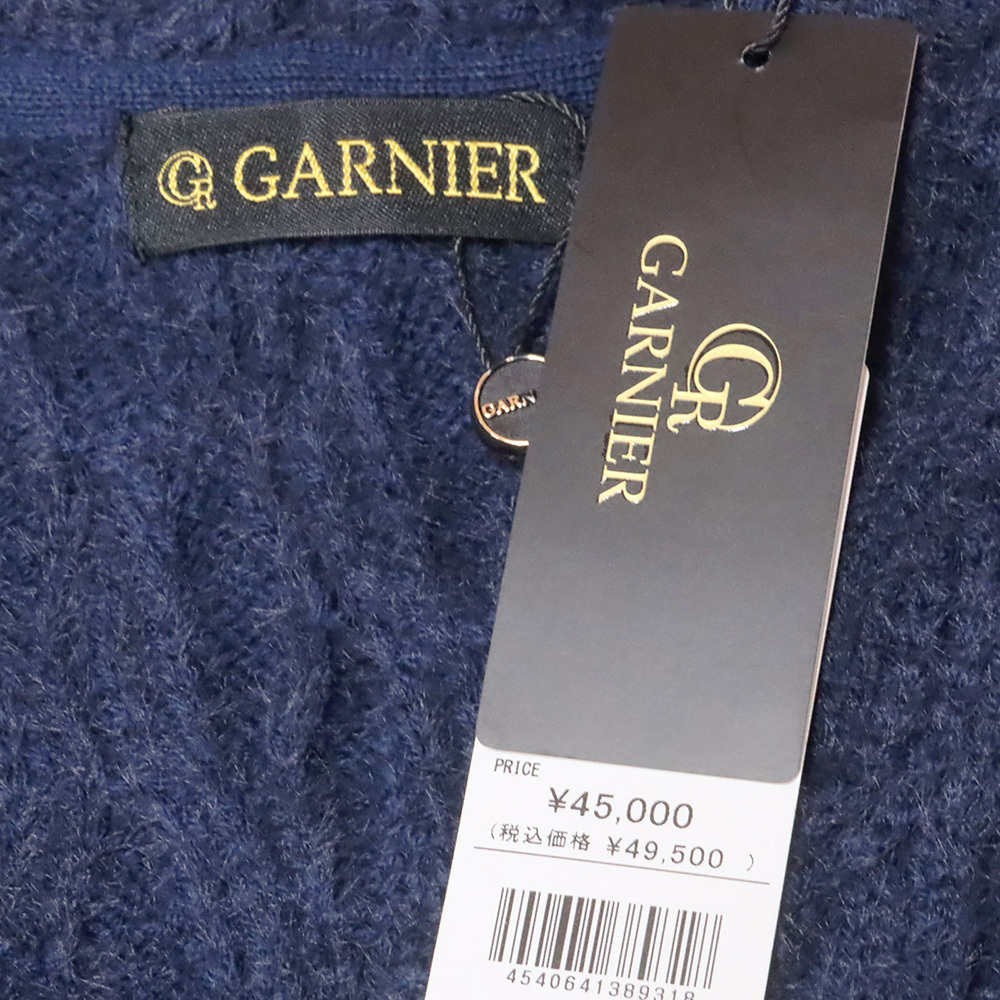 GR GARNIER
GARN
GR
GARNIER
PRICE
¥45,000
(税込価格 ¥49,500 )
4540641389318